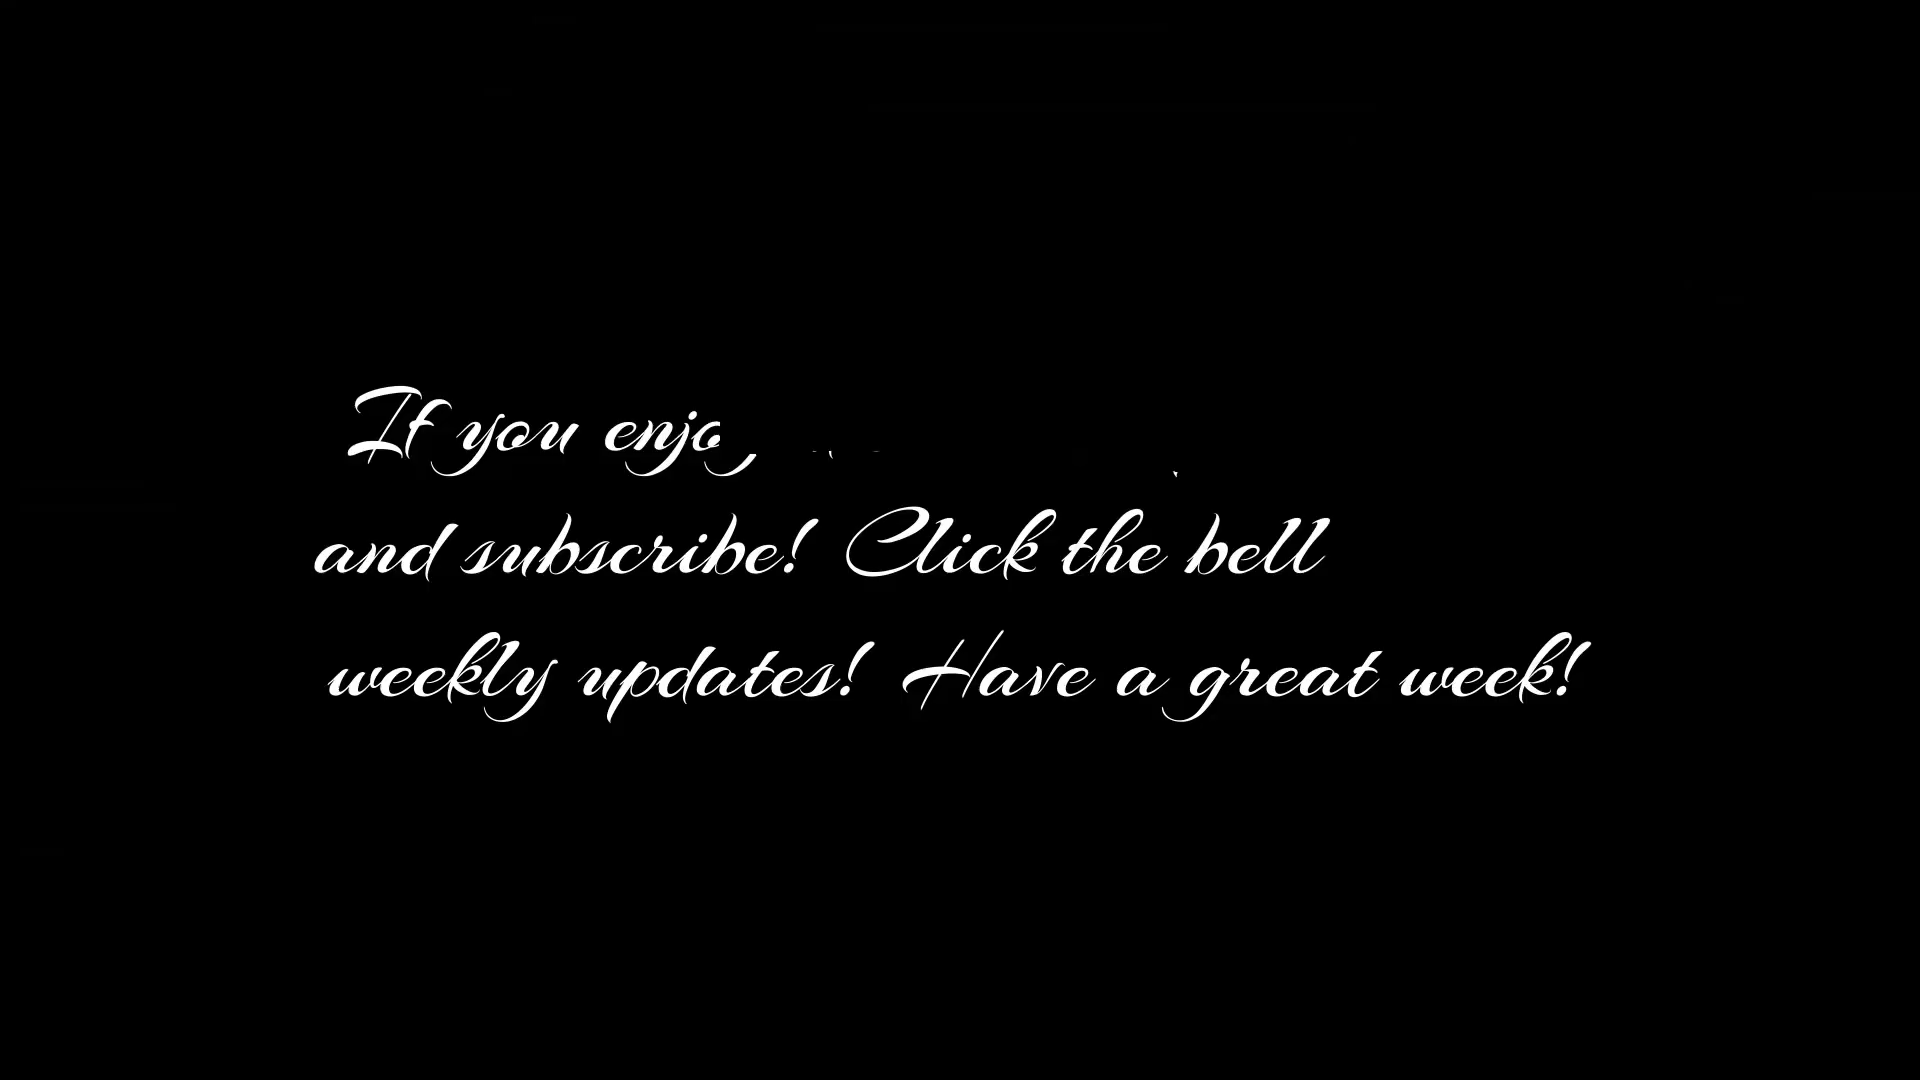 If you enjo
and subscribe! Click the bell
weekly updates! Have a great week!